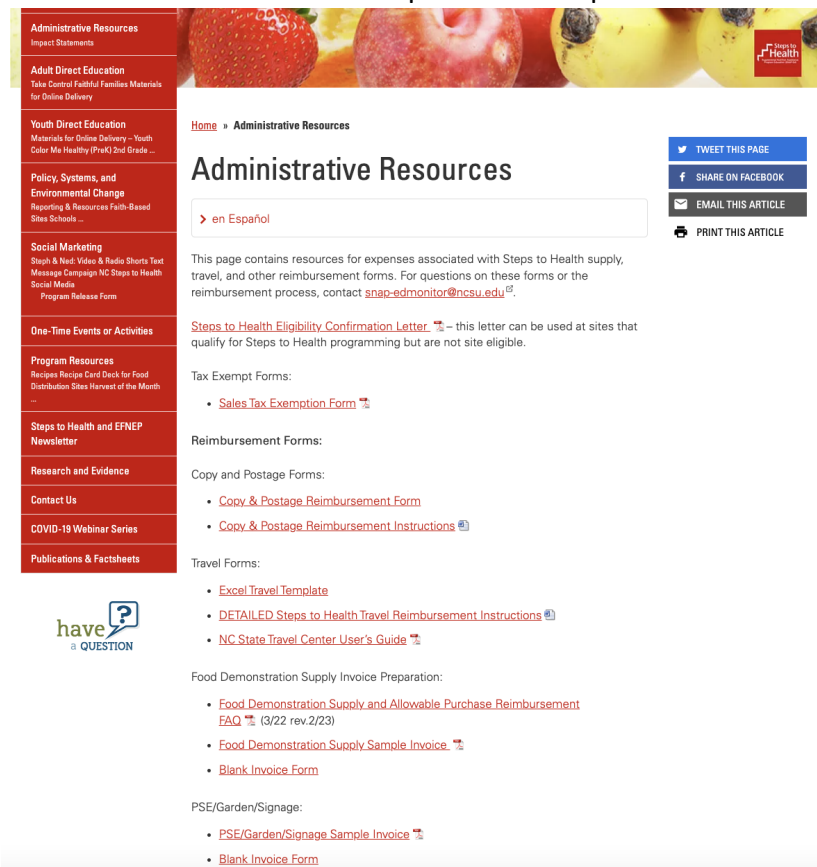 Administrative Resources
Impact Statements
Adult Direct Education
Take Control Faithful Families Materials
for Online Delivery
Youth Direct Education
Materials for Online Delivery – Youth
Color Me Healthy (PreK) 2nd Grade ...
Policy, Systems, and
Environmental Change
Reporting & Resources Faith-Based
Sites Schools ...
Social Marketing
Steph & Ned: Video & Radio Shorts Text
Message Campaign NC Steps to Health
Social Media
Program Release Form
One-Time Events or Activities
Program Resources
Recipes Recipe Card Deck for Food
Distribution Sites Harvest of the Month
...
Steps to Health and EFNEP
Newsletter
Research and Evidence
Contact Us
COVID-19 Webinar Series
Publications & Factsheets
have ?
a QUESTION
Steps to
Health
Home » Administrative Resources
Administrative Resources
en Español
This page contains resources for expenses associated with Steps to Health supply,
travel, and other reimbursement forms. For questions on these forms or the
reimbursement process, contact snap-edmonitor@ncsu.edu.
Steps to Health Eligibility Confirmation Letter – this letter can be used at sites that
qualify for Steps to Health programming but are not site eligible.
Tax Exempt Forms:
• Sales Tax Exemption Form
Reimbursement Forms:
Copy and Postage Forms:
• Copy & Postage Reimbursement Form
• Copy & Postage Reimbursement Instructions
Travel Forms:
• Excel Travel Template
• DETAILED Steps to Health Travel Reimbursement Instructions
• NC State Travel Center User's Guide
Food Demonstration Supply Invoice Preparation:
• Food Demonstration Supply and Allowable Purchase Reimbursement
FAQ (3/22 rev.2/23)
• Food Demonstration Supply Sample Invoice
• Blank Invoice Form
PSE/Garden/Signage:
• PSE/Garden/Signage Sample Invoice
• Blank Invoice Form
TWEET THIS PAGE
SHARE ON FACEBOOK
EMAIL THIS ARTICLE
PRINT THIS ARTICLE